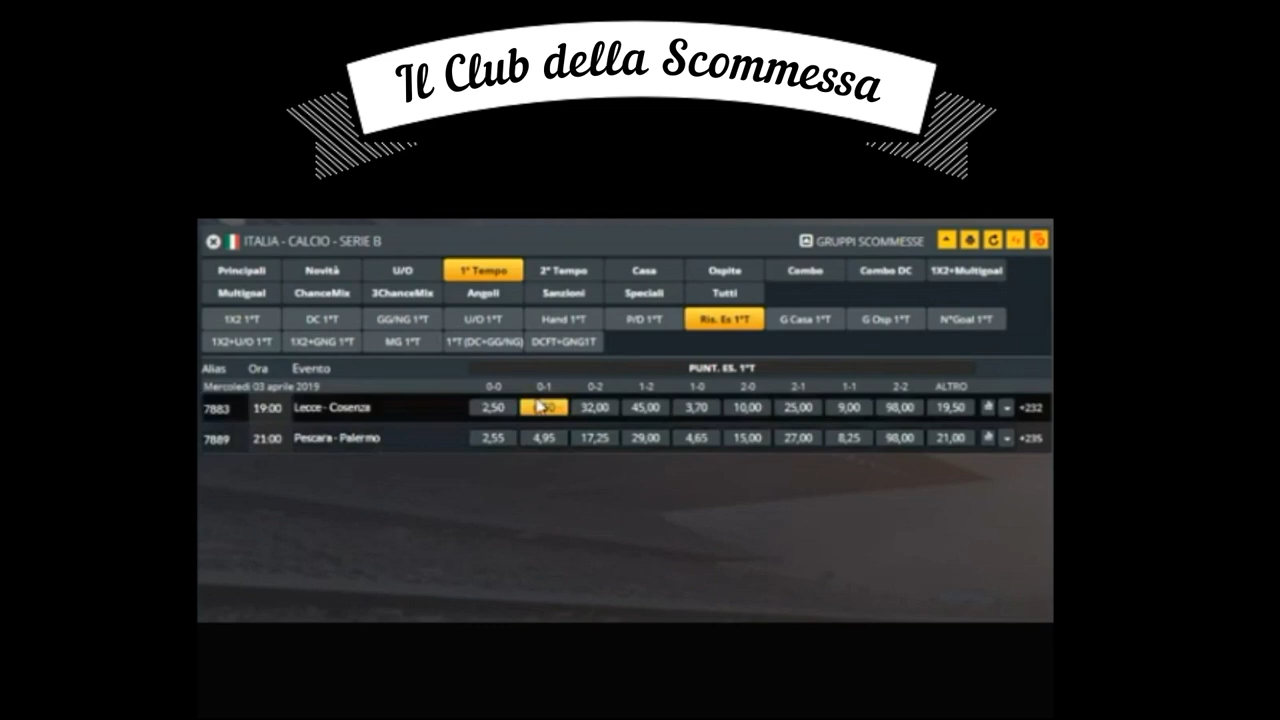 Il Club della Scommessa
ITALIA - CALCIO - SERIE B GRUPPI SCOMMESSE
Principali Novità U/O 1° Tempo 2° Tempo Casa Ospite Combo Combo DC 1X2+Multigoal
Multigoal ChanceMix 3ChanceMix Angoli Sanzioni Speciali Tutti
1X2 1°T DC 1°T GG/NG 1°T U/O 1°T Hand 1°T P/D 1°T Ris. Es 1°T G Casa 1°T G Osp 1°T N°Goal 1°T
1X2+U/O 1°T 1X2+GNG 1°T MG 1°T 1°T (DC+GG/NG) DCFT+GNG1T
Alias Ora Evento PUNT. ES. 1°T
Mercoledì 03 aprile 2019 0-0 0-1 0-2 1-2 1-0 2-0 2-1 1-1 2-2 ALTRO
7883 19:00 Lecce - Cosenza 2,50 32,00 45,00 3,70 10,00 25,00 9,00 98,00 19,50 +232
7889 21:00 Pescara - Palermo 2,55 4,95 17,25 29,00 4,65 15,00 27,00 8,25 98,00 21,00 +235